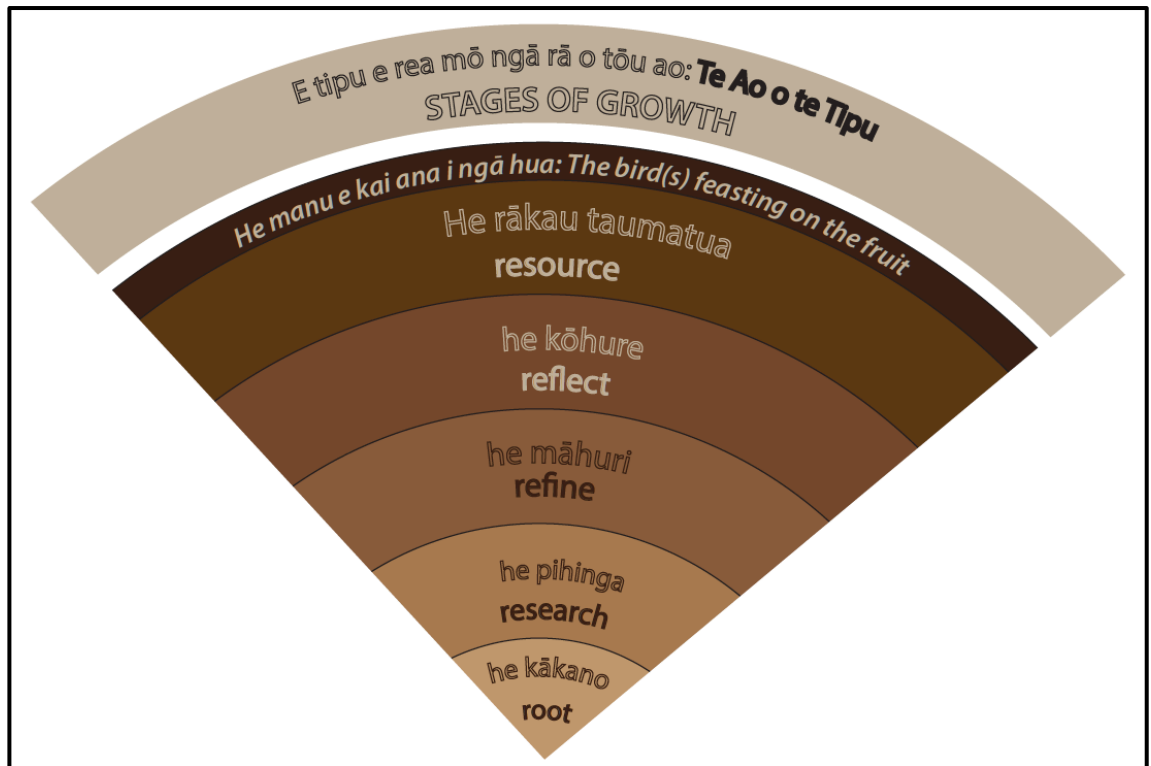 E tipu e rea mō ngā rā o tōu ao: Te Ao o te Tipu
STAGES OF GROWTH
He manu e kai ana i ngā hua: The bird(s) feasting on the fruit
He rākau taumatua
resource
he kōhure
reflect
he māhuri
refine
he pihinga
research
he kākano
root